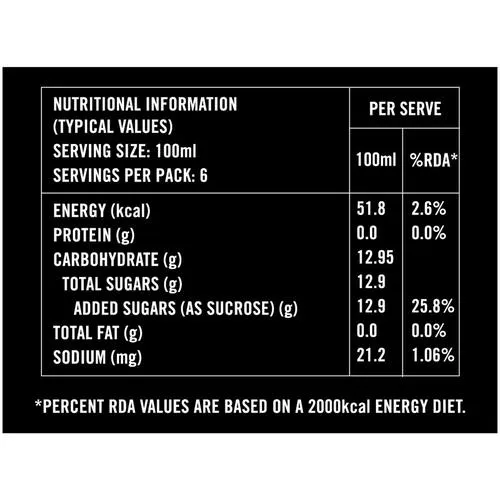 NUTRITIONAL INFORMATION
(TYPICAL VALUES)
SERVING SIZE: 100ml
SERVINGS PER PACK: 6
PER SERVE
100ml %RDA*
ENERGY (kcal) 51.8 2.6%
PROTEIN (g) 0.0 0.0%
CARBOHYDRATE (g) 12.95
TOTAL SUGARS (g) 12.9
ADDED SUGARS (AS SUCROSE) (g) 12.9 25.8%
TOTAL FAT (g) 0.0 0.0%
SODIUM (mg) 21.2 1.06%
*PERCENT RDA VALUES ARE BASED ON A 2000kcal ENERGY DIET.